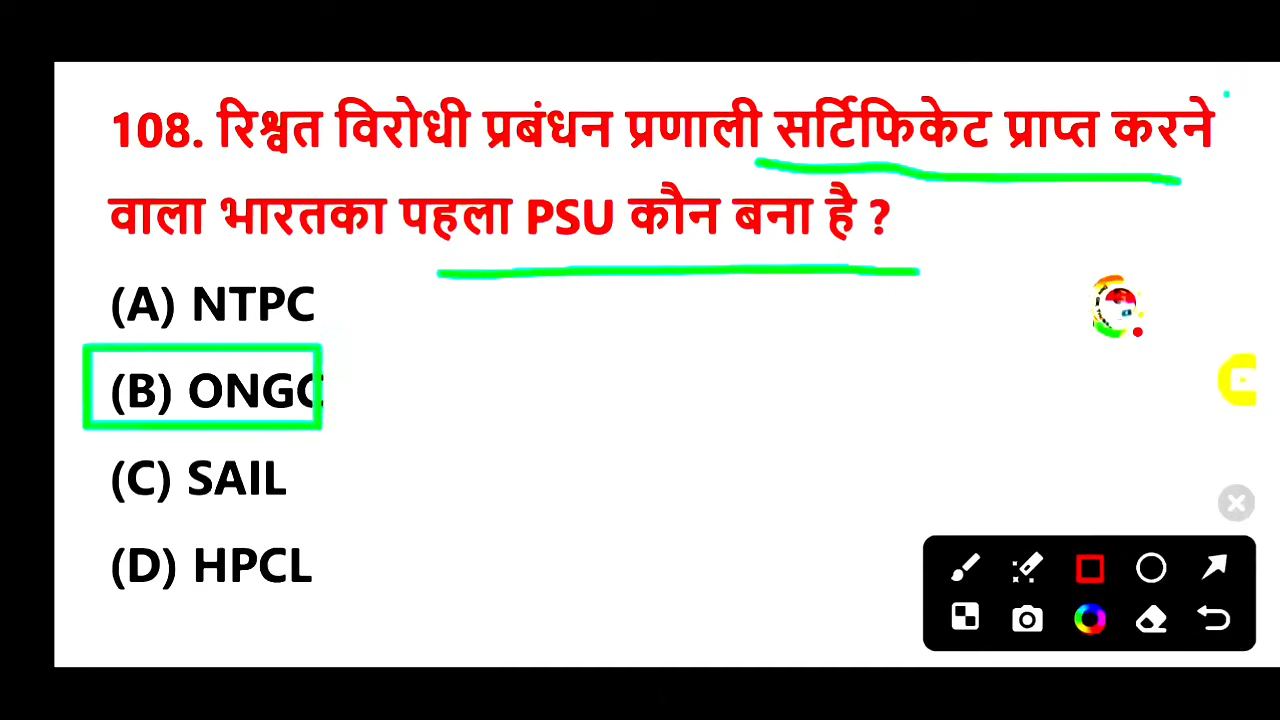 108. रिश्वत विरोधी प्रबंधन प्रणाली सर्टिफिकेट प्राप्त करने
वाला भारतका पहला PSU कौन बना है ?
(A) NTPC
(B) ONGC
(C) SAIL
(D) HPCL